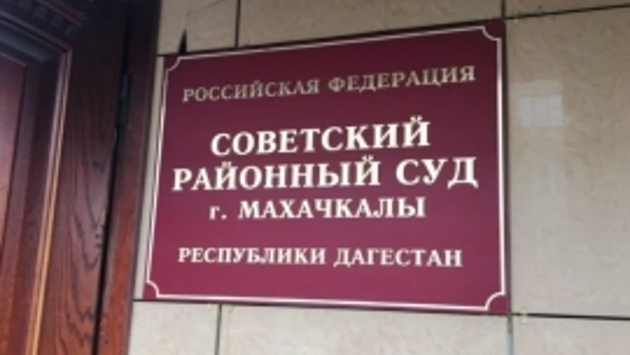 РОССИЙСКАЯ ФЕДЕРАЦИЯ
СОВЕТСКИЙ
РАЙОННЫЙ СУД
г. МАХАЧКАЛЫ
РЕСПУБЛИКИ ДАГЕСТАН